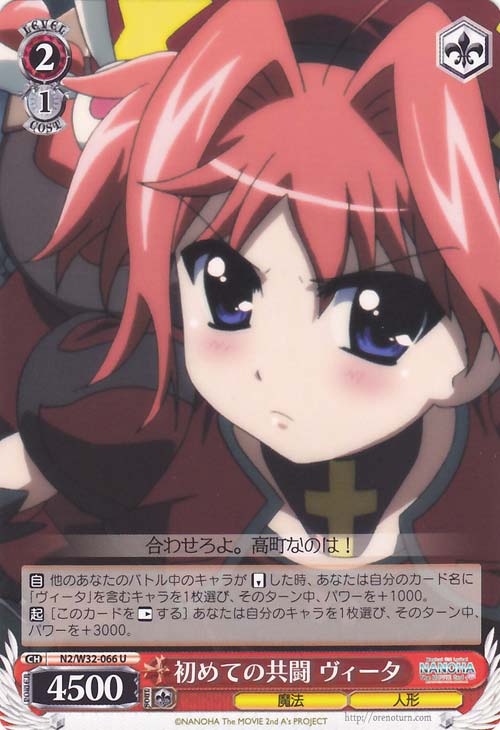 LEVEL
2
1
COST
合わせろよ。高町なのは！
自 他のあなたのバトル中のキャラが した時、あなたは自分のカード名に
「ヴィータ」を含むキャラを1枚選び、そのターン中、パワーを+1000。
起 [このカードを する] あなたは自分のキャラを1枚選び、そのターン中、
パワーを+3000。
CH N2/W32-066 U
POWER
4500
SOUL
初めての共闘 ヴィータ
NANOHA
The MOVIE 2nd A's
魔法
人形
©NANOHA The MOVIE 2nd A's PROJECT
http://orenoturn.com